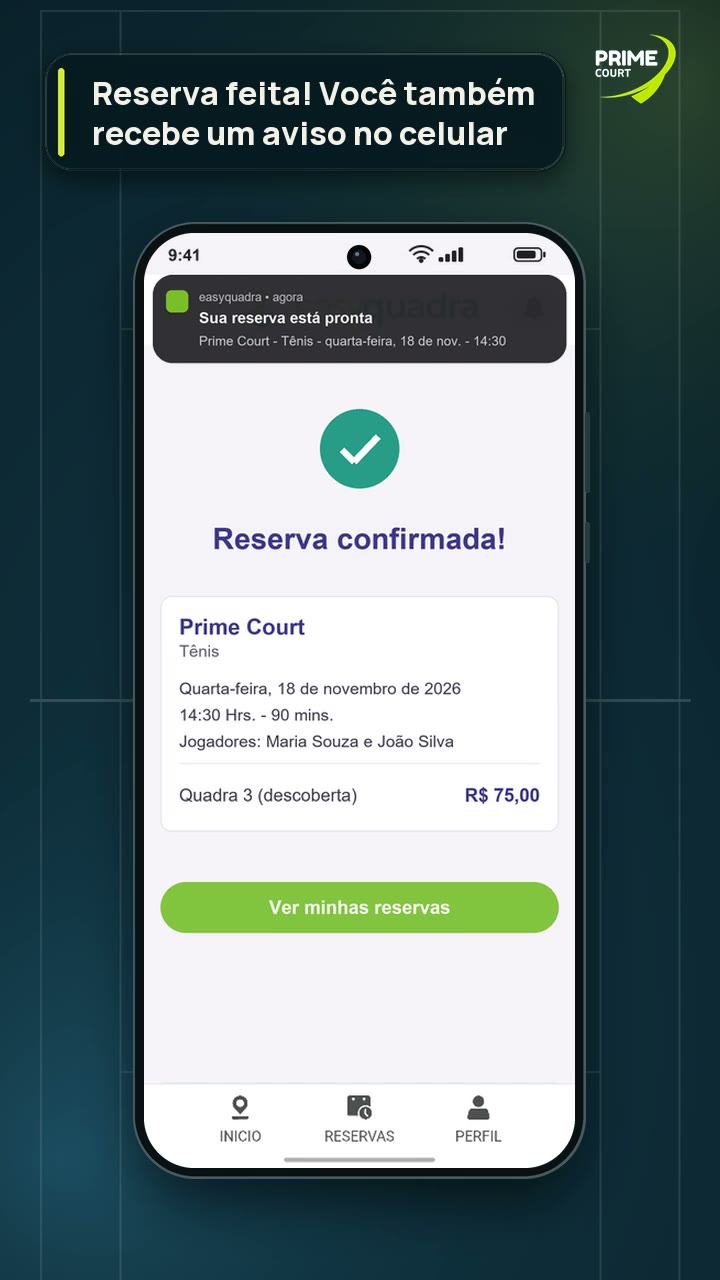 PRIME
COURT
Reserva feita! Você também
recebe um aviso no celular
9:41
easyquadra • agora
Sua reserva está pronta
Prime Court - Tênis - quarta-feira, 18 de nov. - 14:30
Reserva confirmada!
Prime Court
Tênis
Quarta-feira, 18 de novembro de 2026
14:30 Hrs. - 90 mins.
Jogadores: Maria Souza e João Silva
Quadra 3 (descoberta) R$ 75,00
Ver minhas reservas
INICIO RESERVAS PERFIL